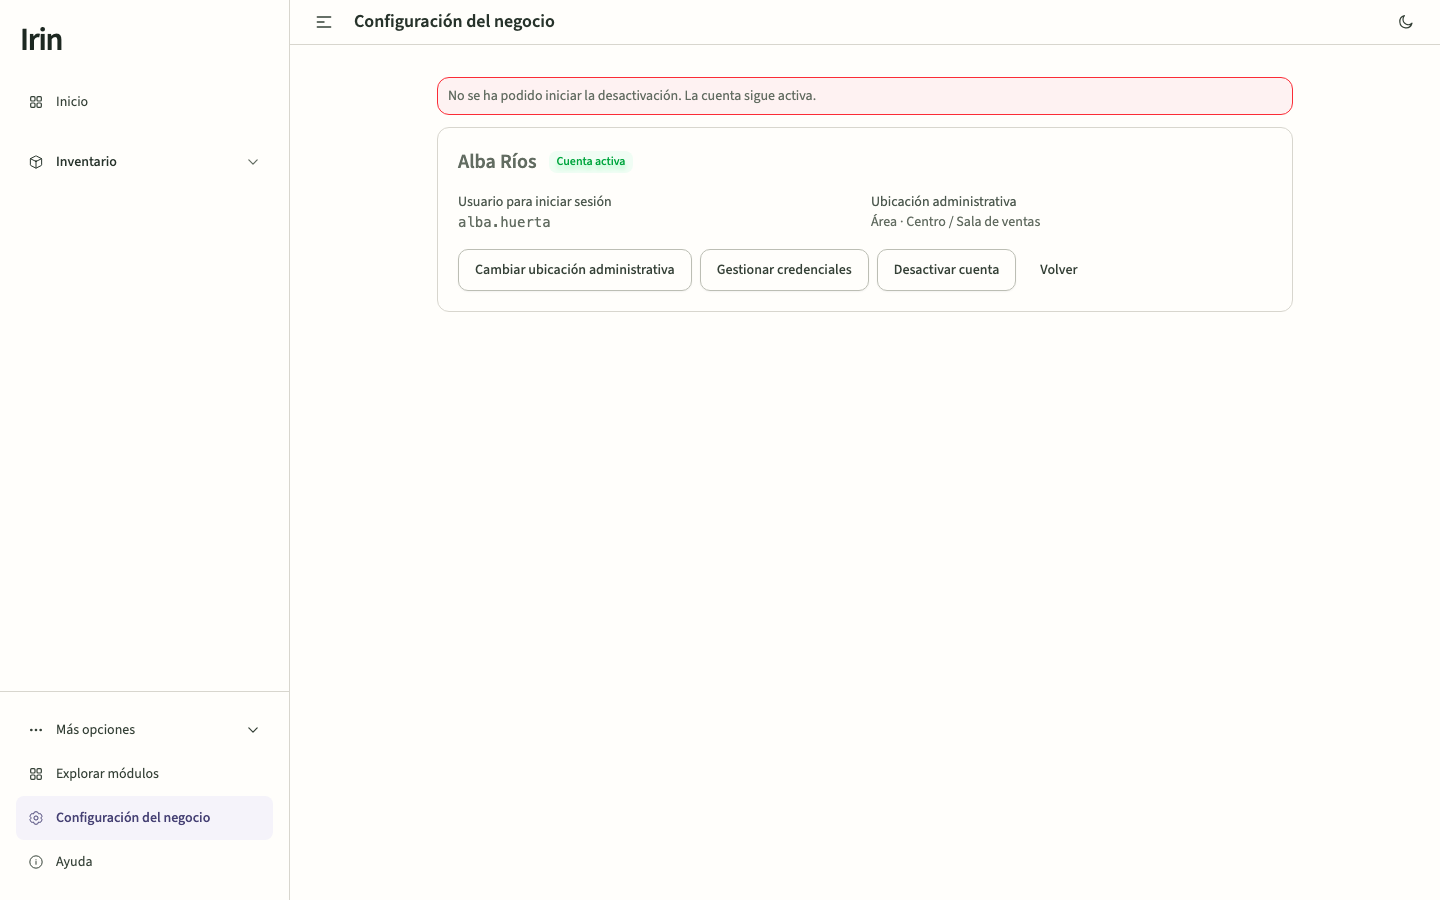 Irin
Inicio
Inventario
Más opciones
Explorar módulos
Configuración del negocio
Ayuda
Configuración del negocio
No se ha podido iniciar la desactivación. La cuenta sigue activa.
Alba Ríos Cuenta activa
Usuario para iniciar sesión
alba.huerta
Ubicación administrativa
Área · Centro / Sala de ventas
Cambiar ubicación administrativa Gestionar credenciales Desactivar cuenta Volver